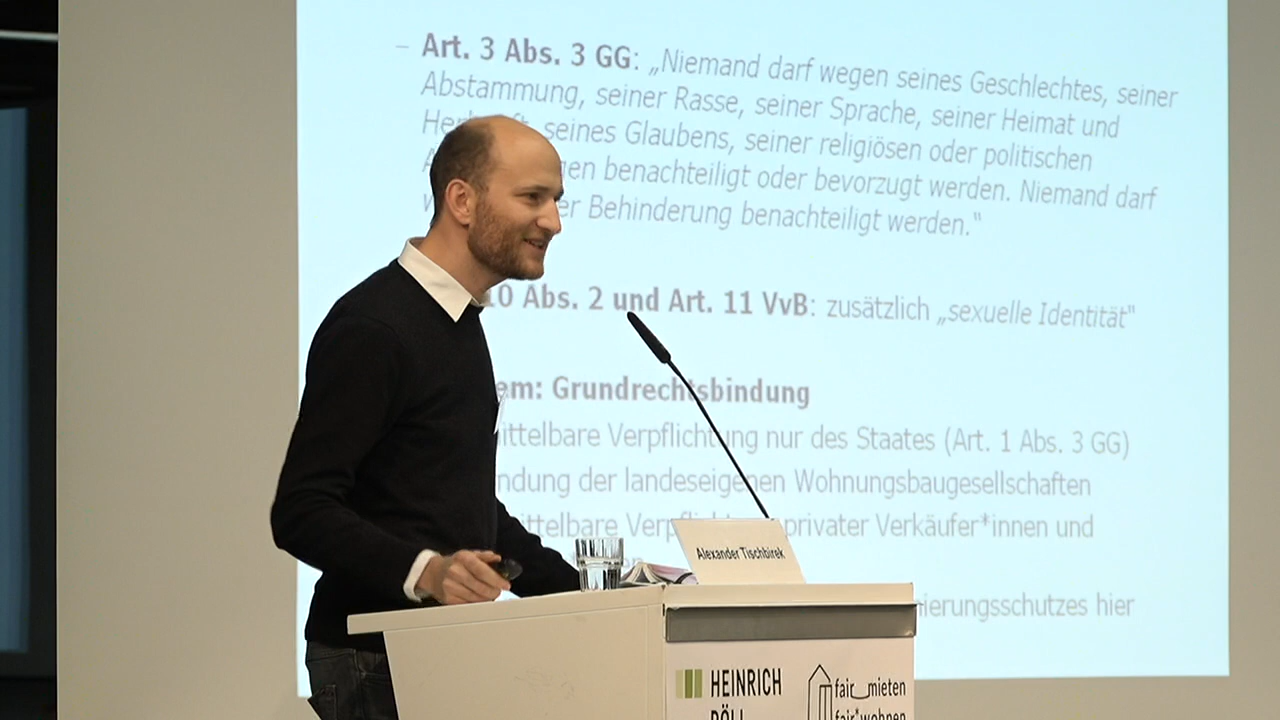 – Art. 3 Abs. 3 GG: „Niemand darf wegen seines Geschlechtes, seiner
Abstammung, seiner Rasse, seiner Sprache, seiner Heimat und
seines Glaubens, seiner religiösen oder politischen
benachteiligt oder bevorzugt werden. Niemand darf
Behinderung benachteiligt werden.“
10 Abs. 2 und Art. 11 VvB: zusätzlich „sexuelle Identität"
Grundrechtsbindung
Verpflichtung nur des Staates (Art. 1 Abs. 3 GG)
der landeseigenen Wohnungsbaugesellschaften
privater Verkäufer*innen und
hier
Alexander Tischbirek
HEINRICH
BÖLL
fair mieten
fair*wohnen